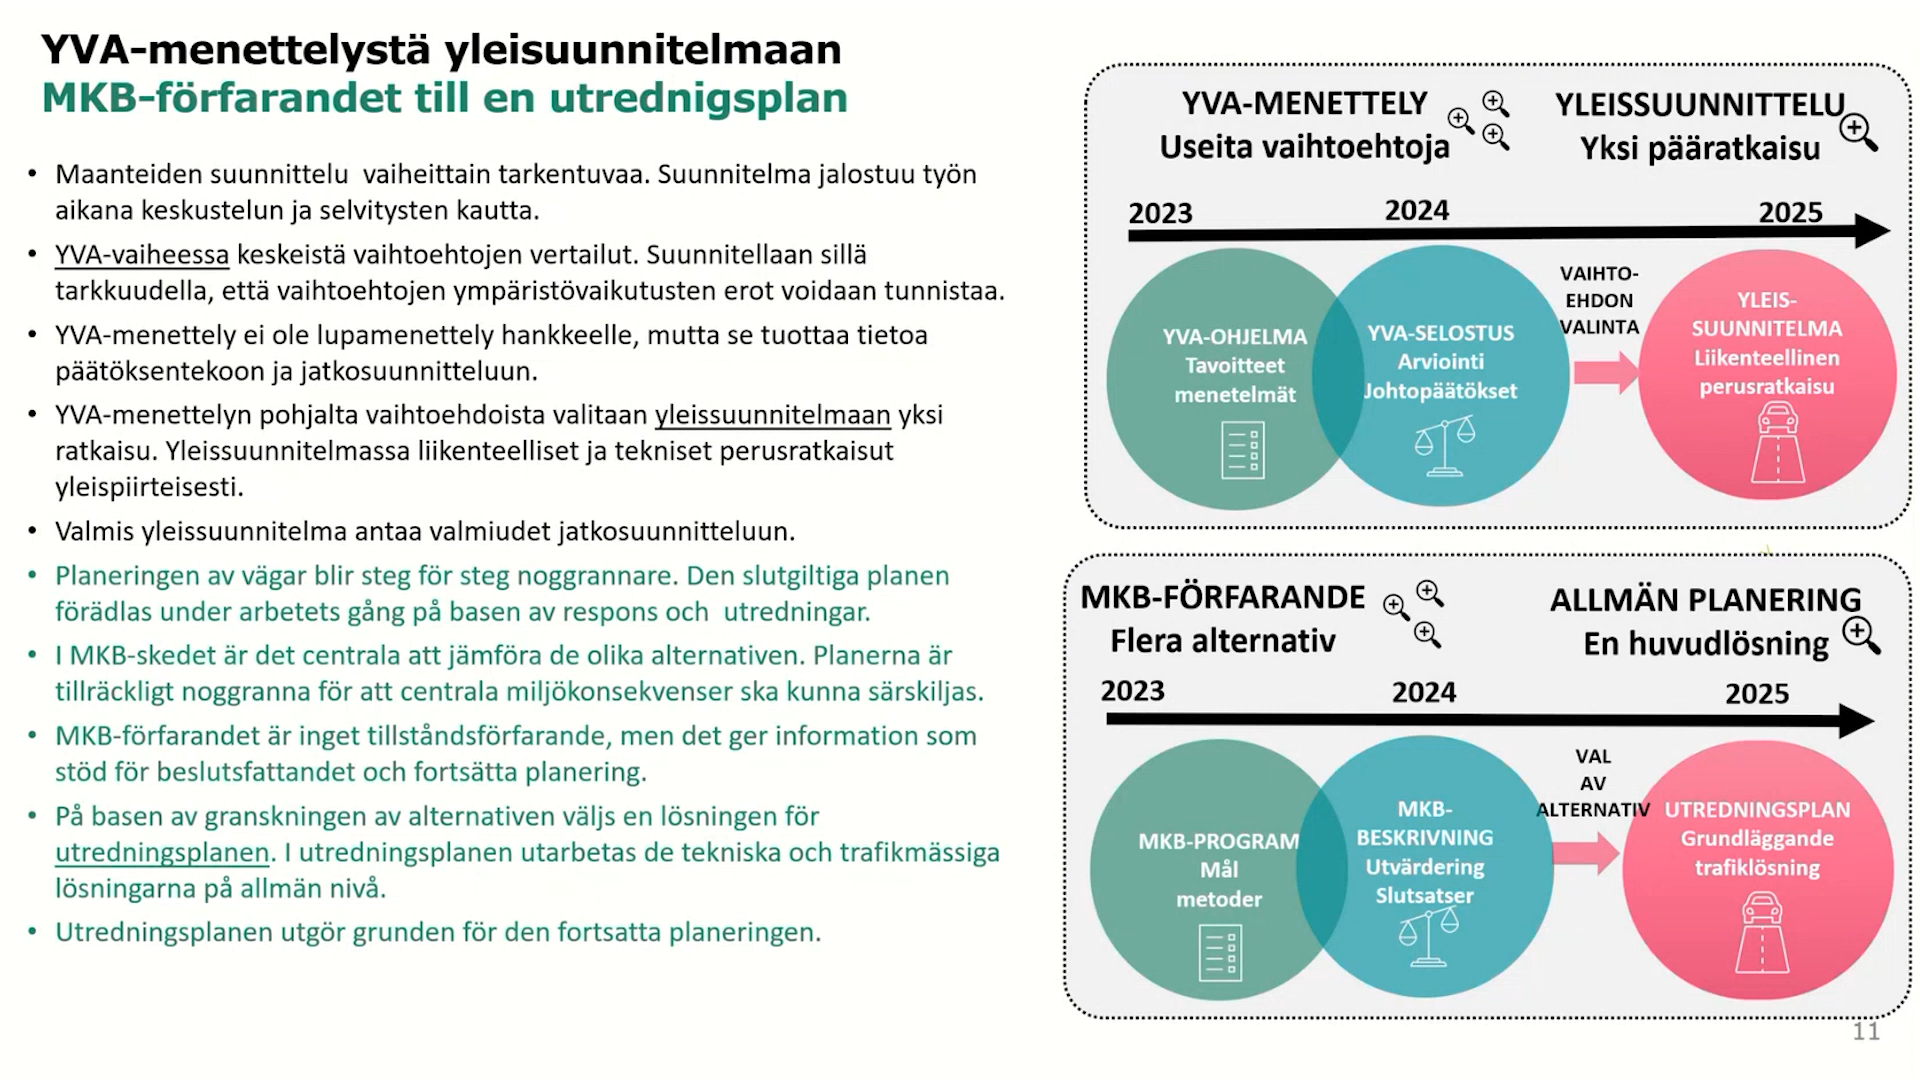 YVA-menettelystä yleisuunnitelmaan
MKB-förfarandet till en utrednigsplan
• Maanteiden suunnittelu vaiheittain tarkentuvaa. Suunnitelma jalostuu työn
aikana keskustelun ja selvitysten kautta.
• YVA-vaiheessa keskeistä vaihtoehtojen vertailut. Suunnitellaan sillä
tarkkuudella, että vaihtoehtojen ympäristövaikutusten erot voidaan tunnistaa.
• YVA-menettely ei ole lupamenettely hankkeelle, mutta se tuottaa tietoa
päätöksentekoon ja jatkosuunnitteluun.
• YVA-menettelyn pohjalta vaihtoehdoista valitaan yleissuunnitelmaan yksi
ratkaisu. Yleissuunnitelmassa liikenteelliset ja tekniset perusratkaisut
yleispiirteisesti.
• Valmis yleissuunnitelma antaa valmiudet jatkosuunnitteluun.
• Planeringen av vägar blir steg för steg noggrannare. Den slutgiltiga planen
förädlas under arbetets gång på basen av respons och utredningar.
• I MKB-skedet är det centrala att jämföra de olika alternativen. Planerna är
tillräckligt noggranna för att centrala miljökonsekvenser ska kunna särskiljas.
• MKB-förfarandet är inget tillståndsförfarande, men det ger information som
stöd för beslutsfattandet och fortsätta planering.
• På basen av granskningen av alternativen väljs en lösningen för
utredningsplanen. I utredningsplanen utarbetas de tekniska och trafikmässiga
lösningarna på allmän nivå.
• Utredningsplanen utgör grunden för den fortsatta planeringen.
YVA-MENETTELY
Useita vaihtoehtoja
YLEISSUUNNITTELU
Yksi pääratkaisu
2023
2024
2025
YVA-OHJELMA
Tavoitteet
menetelmät
YVA-SELOSTUS
Arviointi
Johtopäätökset
VAIHTO-
EHDON
VALINTA
YLEIS-
SUUNNITELMA
Liikenteellinen
perusratkaisu
MKB-FÖRFARANDE
Flera alternativ
ALLMÄN PLANERING
En huvudlösning
2023
2024
2025
MKB-PROGRAM
Mål
metoder
MKB-
BESKRIVNING
Utvärdering
Slutsatser
VAL
AV
ALTERNATIV
UTREDNINGSPLAN
Grundläggande
trafiklösning
11